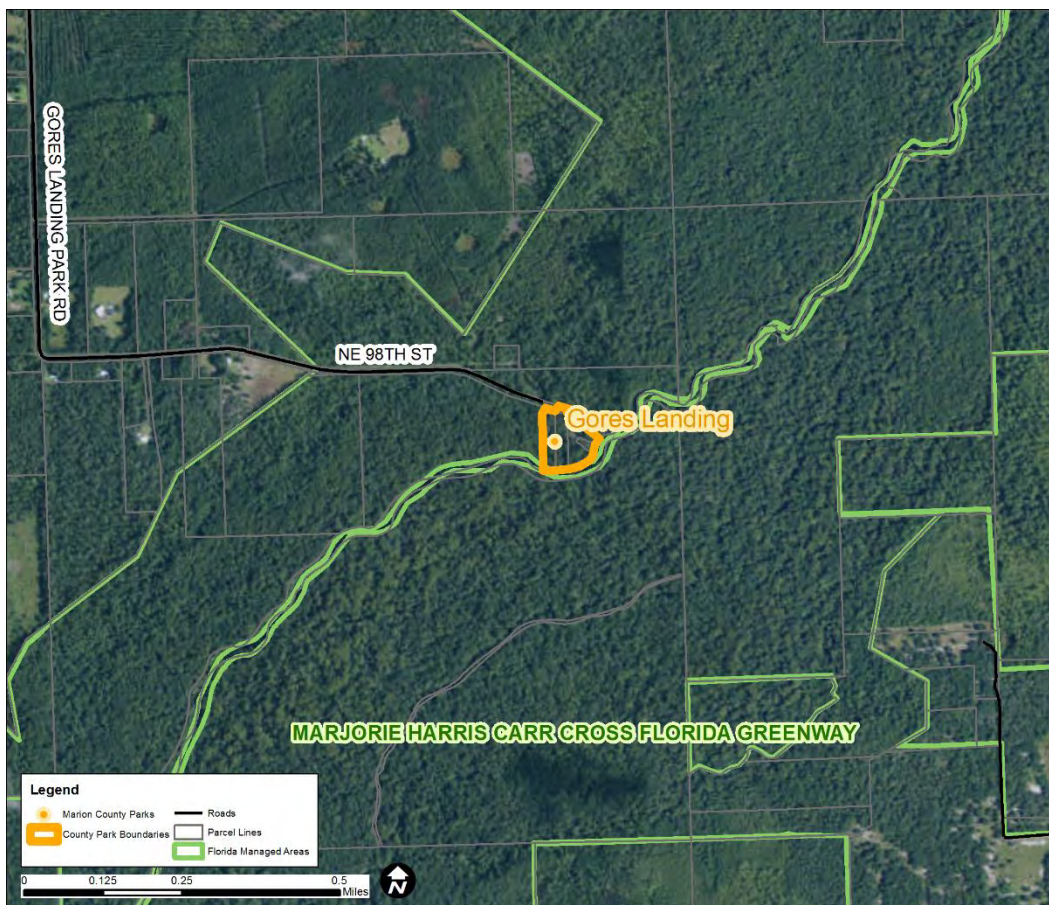 GORES LANDING PARK RD
NE 98TH ST
Gores Landing
MARJORIE HARRIS CARR CROSS FLORIDA GREENWAY
Legend
Marion County Parks
County Park Boundaries
Roads
Parcel Lines
Florida Managed Areas
0 0.125 0.25 0.5
Miles
N